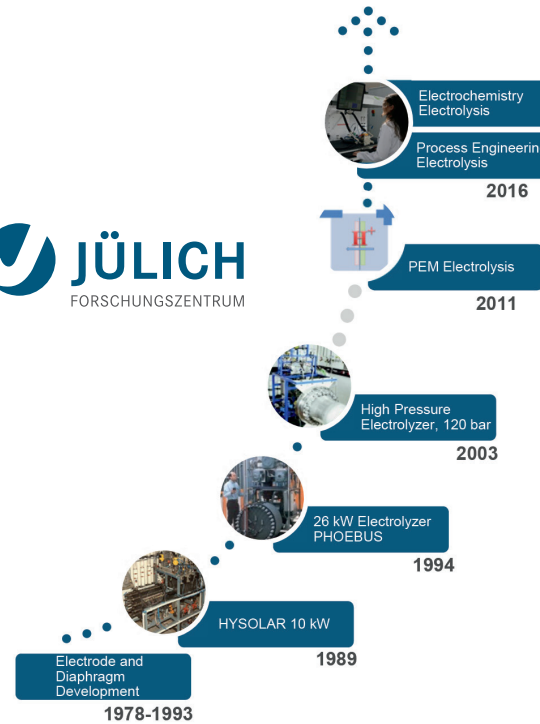 Electrochemistry
Electrolysis
Process Engineerin
Electrolysis
2016
H+
JÜLICH
FORSCHUNGSZENTRUM
PEM Electrolysis
2011
High Pressure
Electrolyzer, 120 bar
2003
26 kW Electrolyzer
PHOEBUS
1994
HYSOLAR 10 kW
1989
Electrode and
Diaphragm
Development
1978-1993